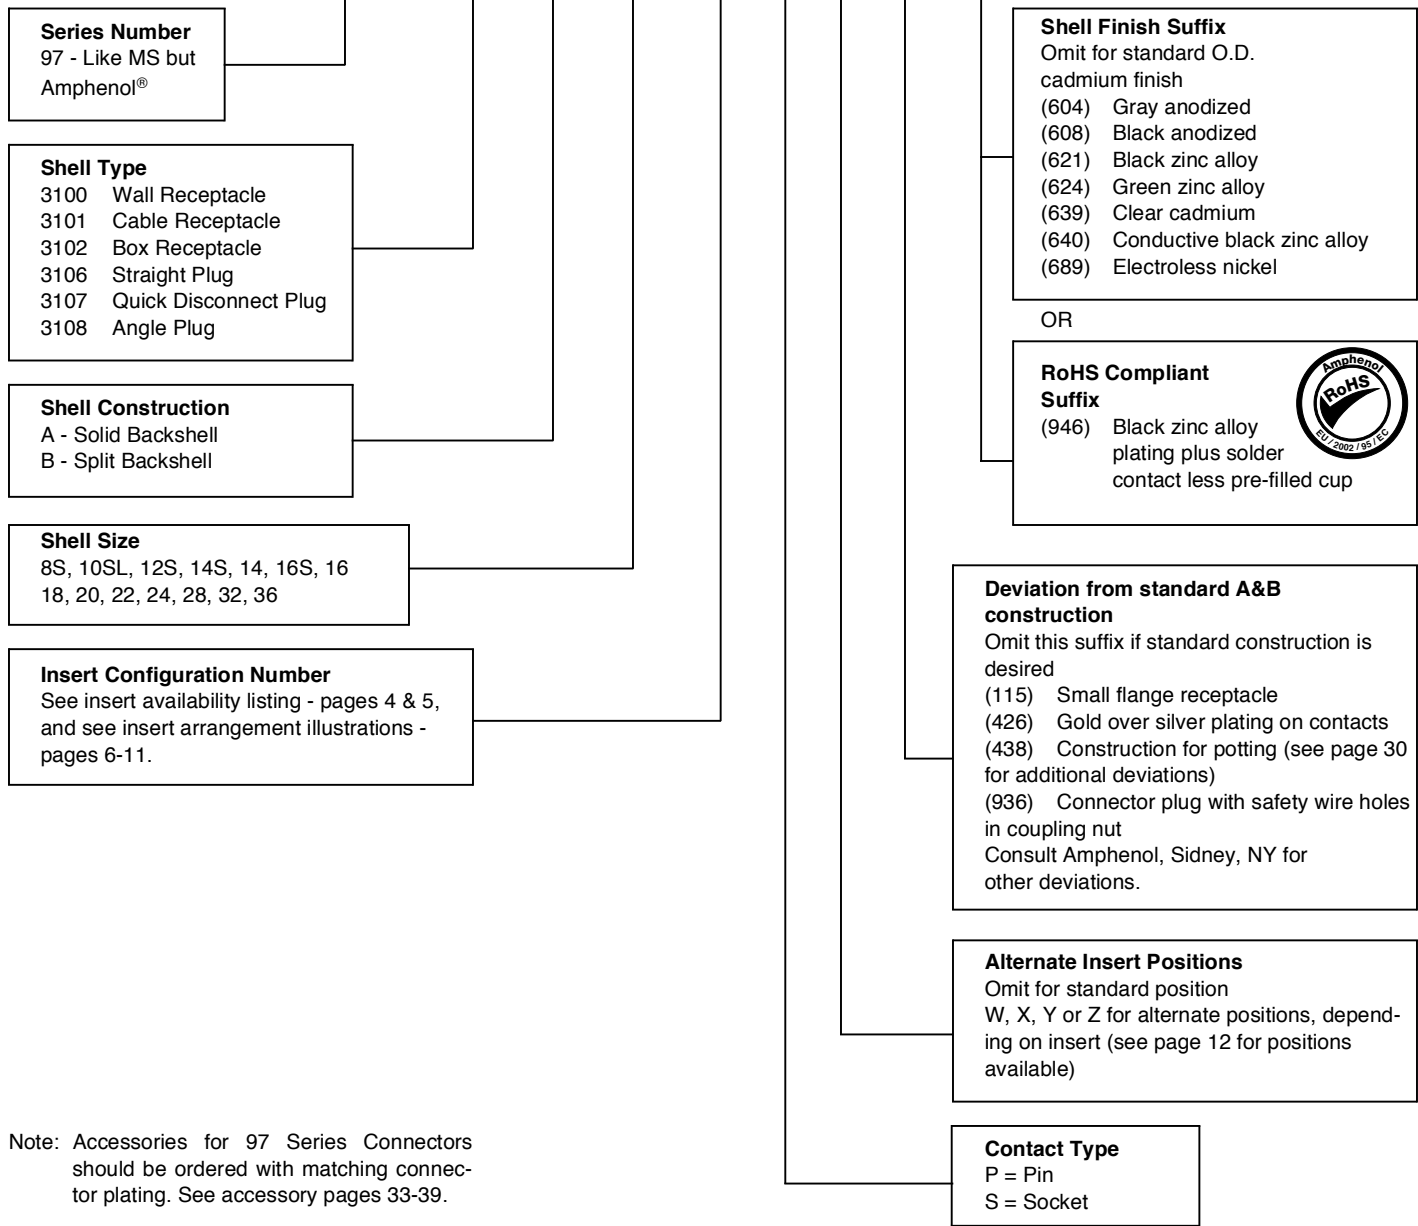 Series Number
97 - Like MS but
Amphenol®
Shell Type
3100 Wall Receptacle
3101 Cable Receptacle
3102 Box Receptacle
3106 Straight Plug
3107 Quick Disconnect Plug
3108 Angle Plug
Shell Construction
A - Solid Backshell
B - Split Backshell
Shell Size
8S, 10SL, 12S, 14S, 14, 16S, 16
18, 20, 22, 24, 28, 32, 36
Insert Configuration Number
See insert availability listing - pages 4 & 5,
and see insert arrangement illustrations -
pages 6-11.
Note: Accessories for 97 Series Connectors
should be ordered with matching connec-
tor plating. See accessory pages 33-39.
Shell Finish Suffix
Omit for standard O.D.
cadmium finish
(604) Gray anodized
(608) Black anodized
(621) Black zinc alloy
(624) Green zinc alloy
(639) Clear cadmium
(640) Conductive black zinc alloy
(689) Electroless nickel
OR
RoHS Compliant
Suffix
(946) Black zinc alloy
plating plus solder
contact less pre-filled cup
Amphenol
RoHS
EU / 2002 / 95 / EC
Deviation from standard A&B
construction
Omit this suffix if standard construction is
desired
(115) Small flange receptacle
(426) Gold over silver plating on contacts
(438) Construction for potting (see page 30
for additional deviations)
(936) Connector plug with safety wire holes
in coupling nut
Consult Amphenol, Sidney, NY for
other deviations.
Alternate Insert Positions
Omit for standard position
W, X, Y or Z for alternate positions, depend-
ing on insert (see page 12 for positions
available)
Contact Type
P = Pin
S = Socket